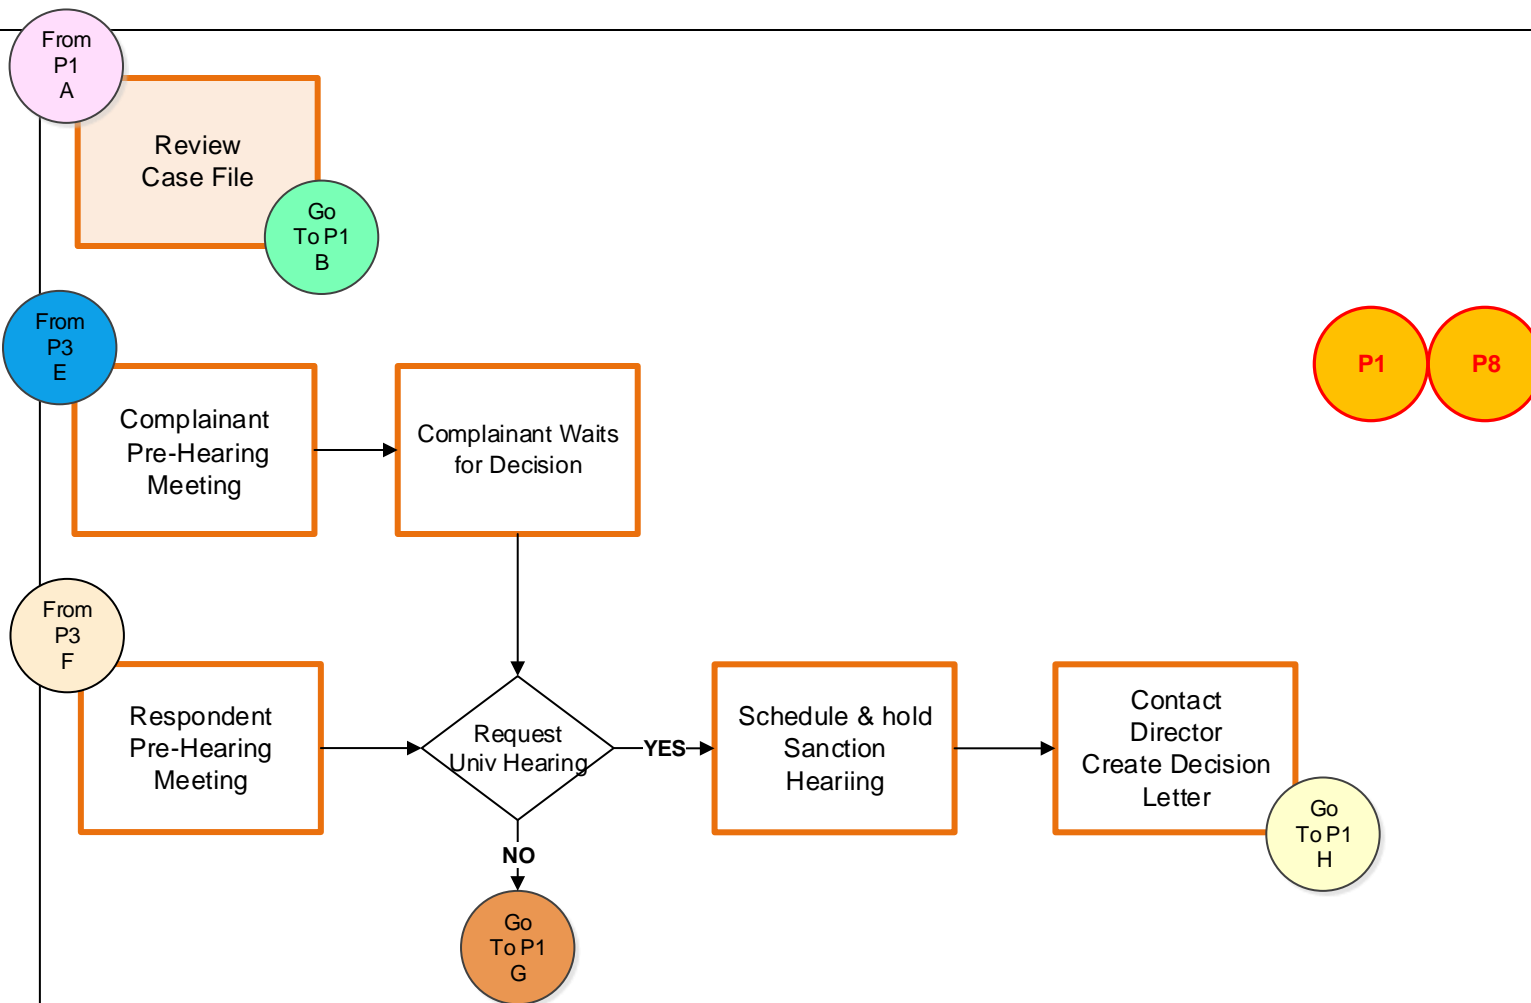 From
P1
A
Review
Case File
Go
To P1
B
From
P3
E
Complainant
Pre-Hearing
Meeting
Complainant Waits
for Decision
P1
P8
From
P3
F
Respondent
Pre-Hearing
Meeting
Request
Univ Hearing
YES
Schedule & hold
Sanction
Heariing
Contact
Director
Create Decision
Letter
Go
To P1
H
NO
Go
To P1
G